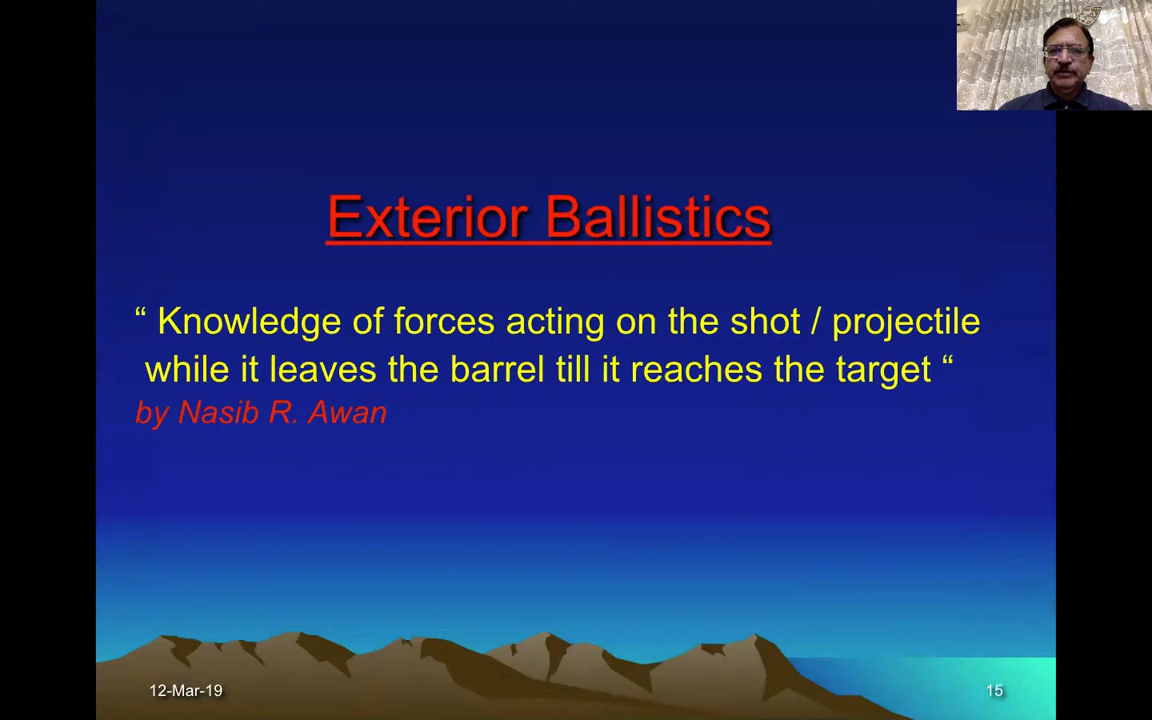 Exterior Ballistics
“ Knowledge of forces acting on the shot / projectile
while it leaves the barrel till it reaches the target “
by Nasib R. Awan
12-Mar-19
15